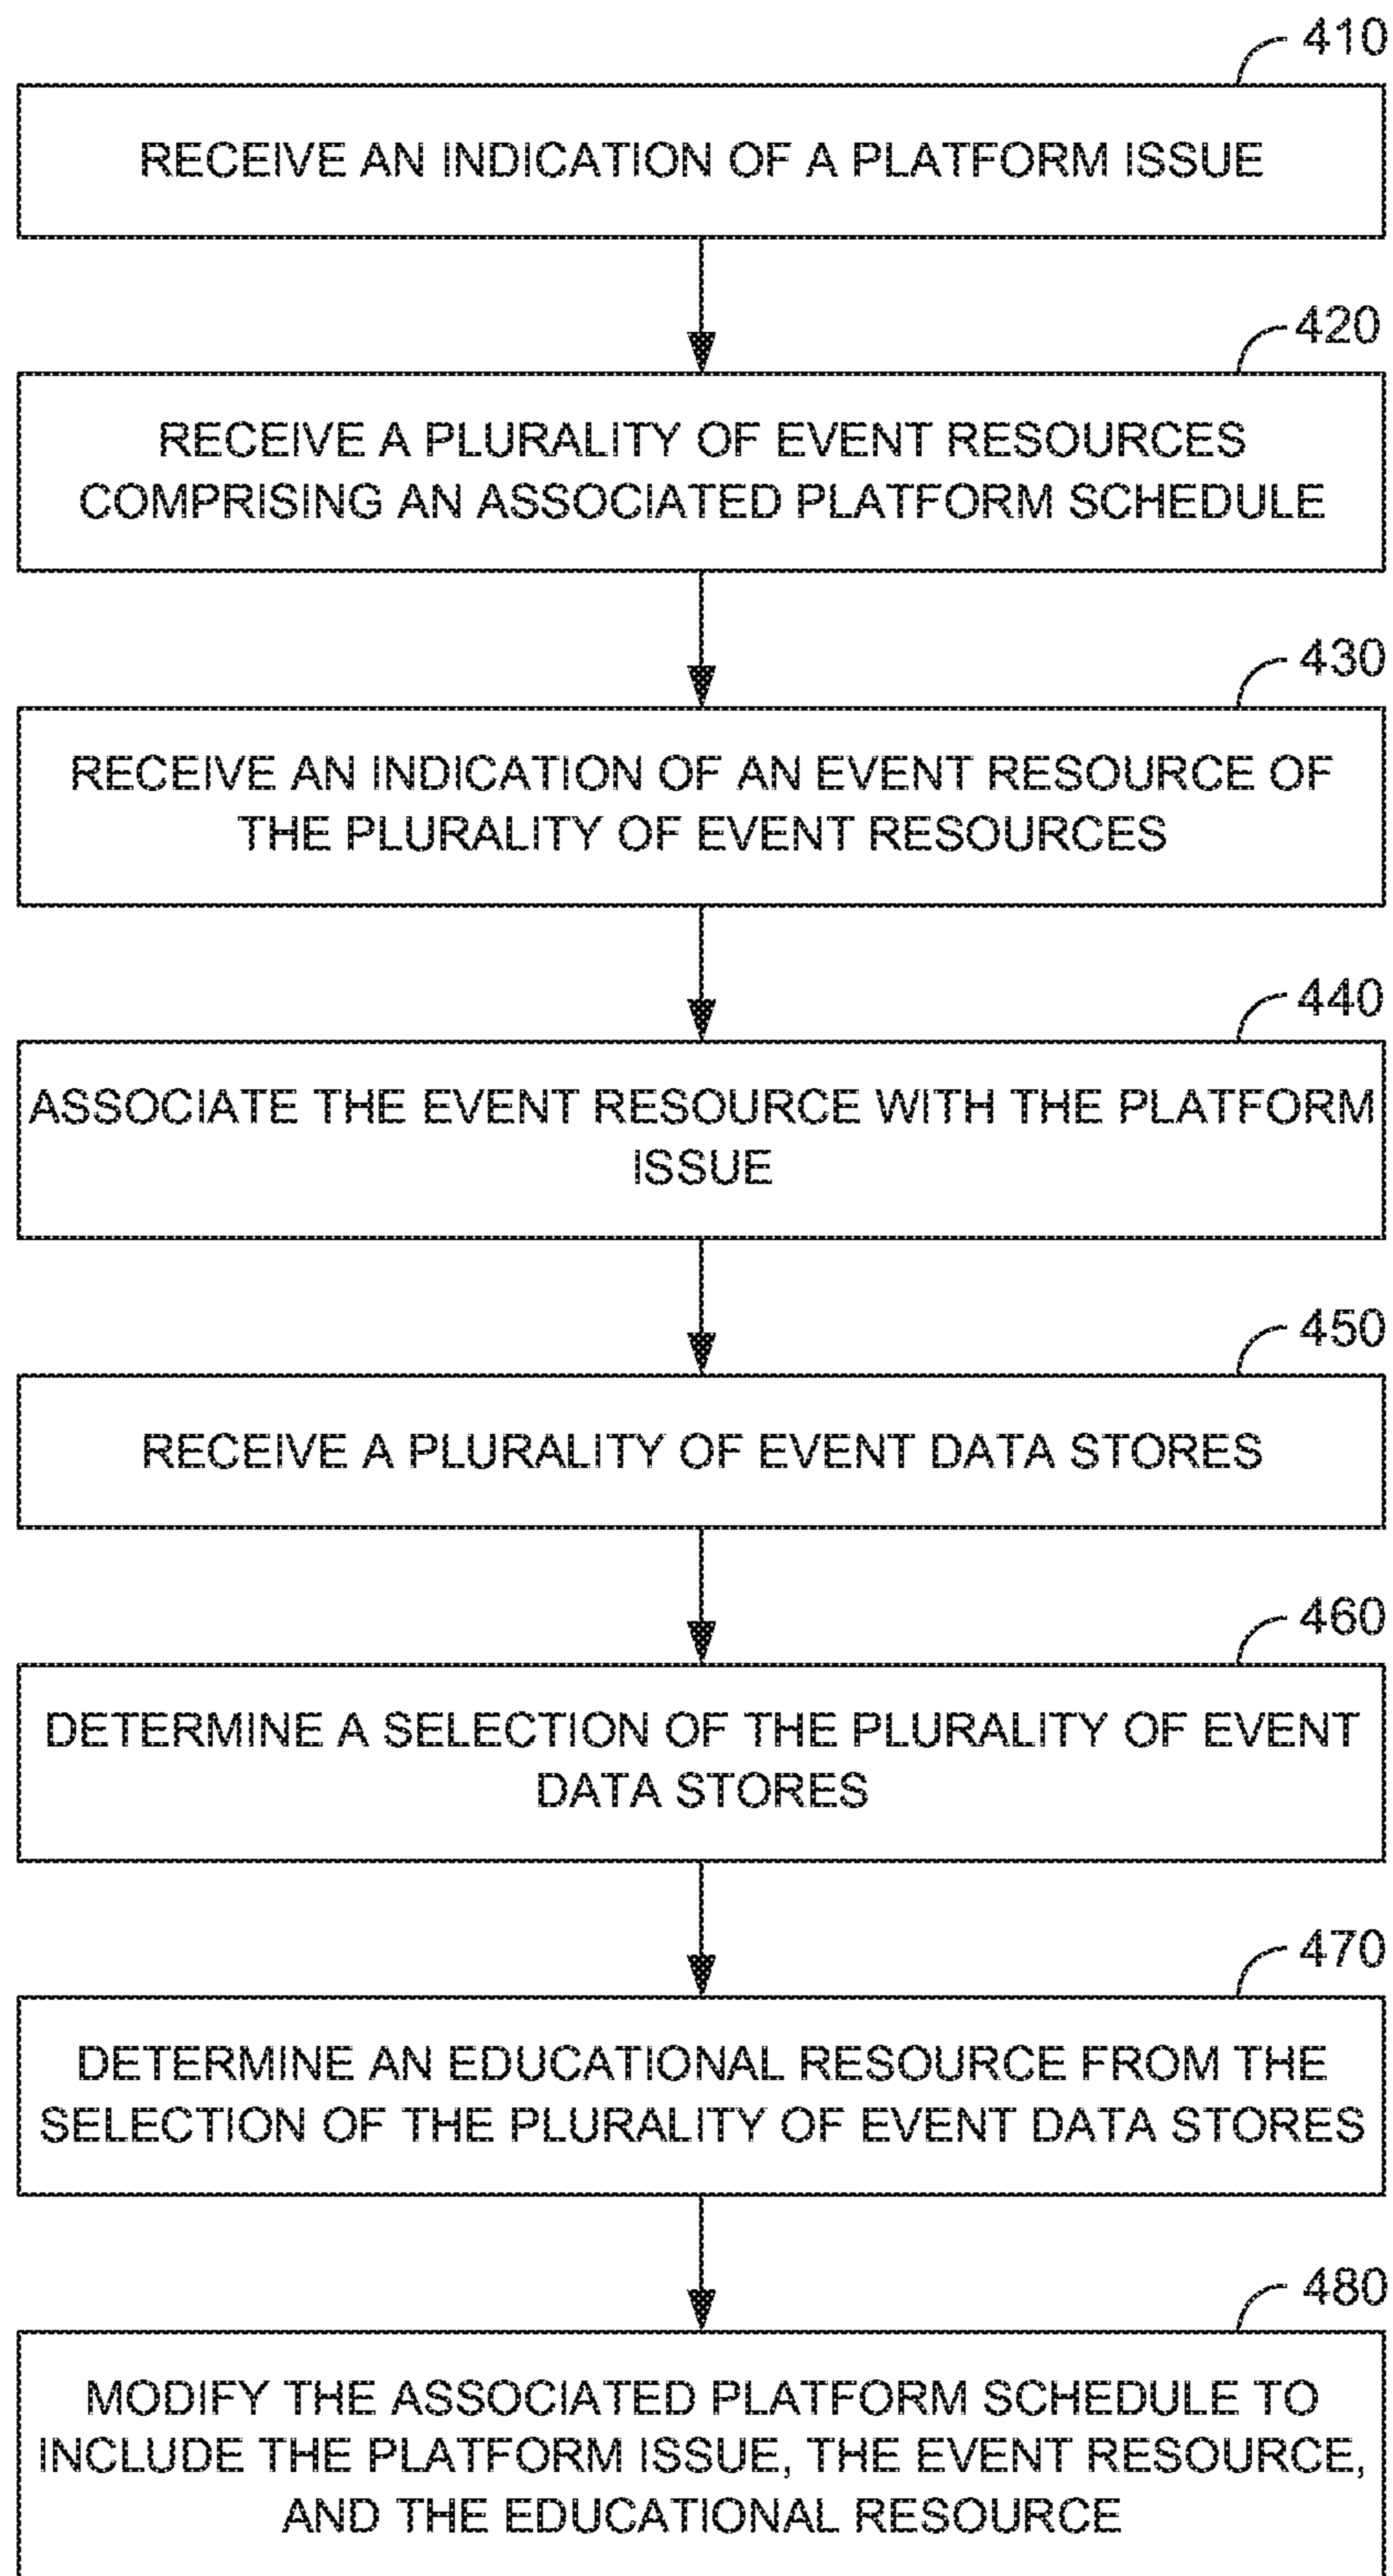 410
RECEIVE AN INDICATION OF A PLATFORM ISSUE
420
RECEIVE A PLURALITY OF EVENT RESOURCES
COMPRISING AN ASSOCIATED PLATFORM SCHEDULE
430
RECEIVE AN INDICATION OF AN EVENT RESOURCE OF
THE PLURALITY OF EVENT RESOURCES
440
ASSOCIATE THE EVENT RESOURCE WITH THE PLATFORM
ISSUE
450
RECEIVE A PLURALITY OF EVENT DATA STORES
460
DETERMINE A SELECTION OF THE PLURALITY OF EVENT
DATA STORES
470
DETERMINE AN EDUCATIONAL RESOURCE FROM THE
SELECTION OF THE PLURALITY OF EVENT DATA STORES
480
MODIFY THE ASSOCIATED PLATFORM SCHEDULE TO
INCLUDE THE PLATFORM ISSUE, THE EVENT RESOURCE,
AND THE EDUCATIONAL RESOURCE